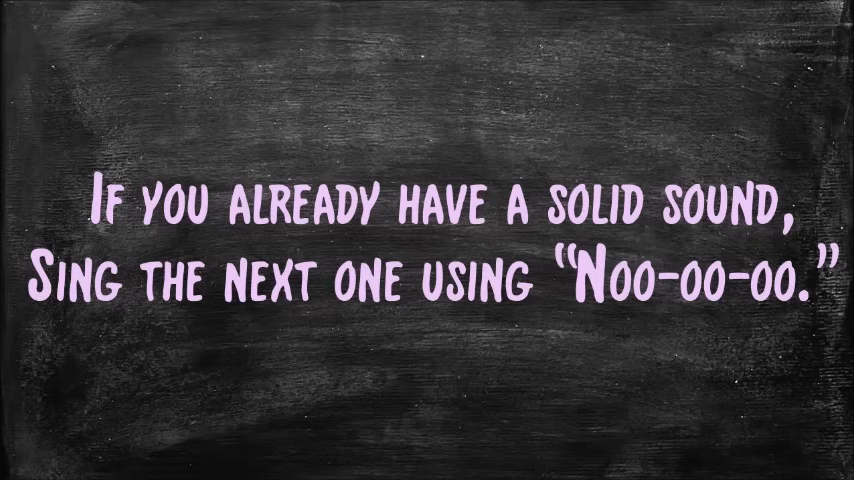 If you already have a solid sound,
Sing the next one using “Noo-oo-oo.”